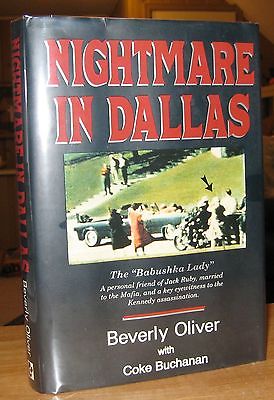 NIGHTMARE
IN DALLAS
The "Babushka Lady"
A personal friend of Jack Ruby, married
to the Mafia, and a key eyewitness to the
Kennedy assassination.
Beverly Oliver
with
Coke Buchanan
NIGHTMARE IN DALLAS
Beverly Oliver